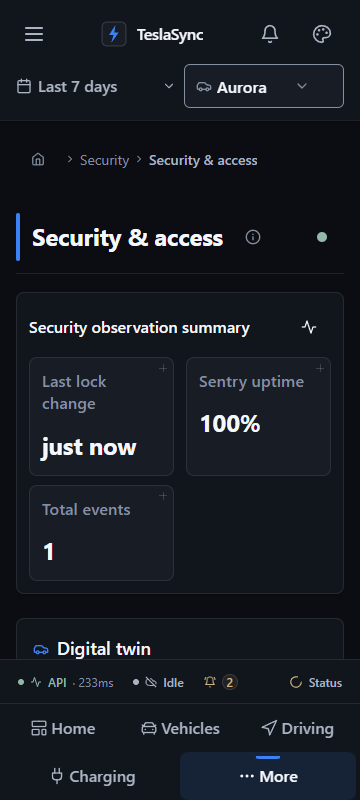 TeslaSync
Last 7 days
Aurora
Security
Security & access
Security & access
Security observation summary
Last lock
change
just now
Sentry uptime
100%
Total events
1
Digital twin
API · 233ms
Idle
2
Status
Home
Vehicles
Driving
Charging
More